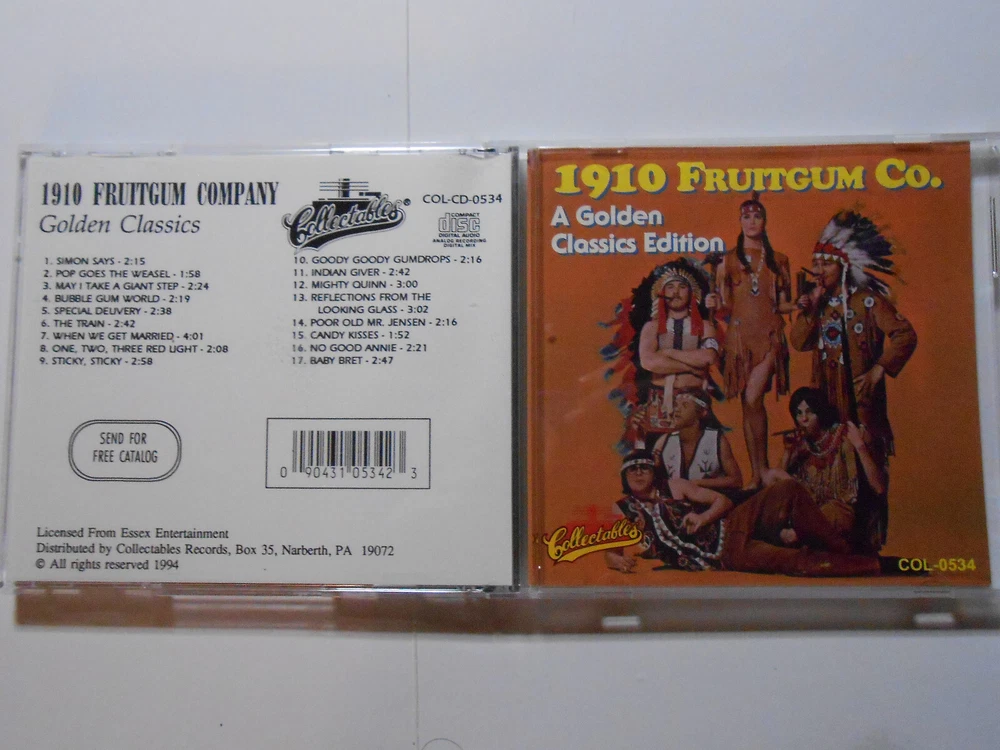 1910 FRUITGUM COMPANY
Golden Classics
Collectables®
COL-CD-0534
COMPACT
disc
DIGITAL AUDIO
ANALOG RECORDING
DIGITAL MIX
1. SIMON SAYS - 2:15
2. POP GOES THE WEASEL - 1:58
3. MAY I TAKE A GIANT STEP - 2:24
4. BUBBLE GUM WORLD - 2:19
5. SPECIAL DELIVERY - 2:38
6. THE TRAIN - 2:42
7. WHEN WE GET MARRIED - 4:01
8. ONE, TWO, THREE RED LIGHT - 2:08
9. STICKY, STICKY - 2:58
10. GOODY GOODY GUMDROPS - 2:16
11. INDIAN GIVER - 2:42
12. MIGHTY QUINN - 3:00
13. REFLECTIONS FROM THE
LOOKING GLASS - 3:02
14. POOR OLD MR. JENSEN - 2:16
15. CANDY KISSES - 1:52
16. NO GOOD ANNIE - 2:21
17. BABY BRET - 2:47
SEND FOR
FREE CATALOG
0 90431 05342 3
Licensed From Essex Entertainment
Distributed by Collectables Records, Box 35, Narberth, PA 19072
© All rights reserved 1994
1910 FRUITGUM CO.
A Golden
Classics Edition
Collectables
COL-0534